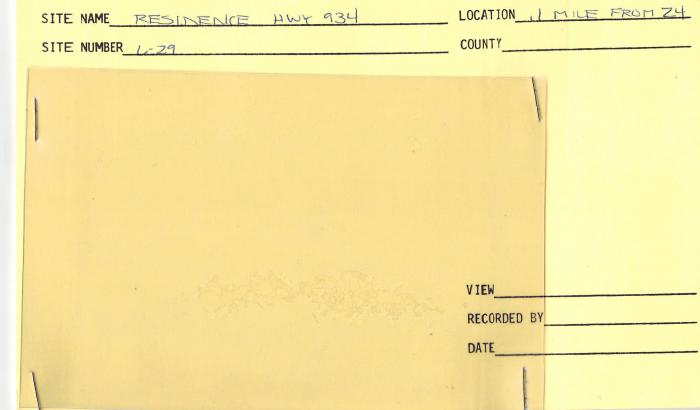 SITE NAME RESIDENCE HWY 934 LOCATION .1 MILE FROM 24
SITE NUMBER L-29 COUNTY
VIEW
RECORDED BY
DATE